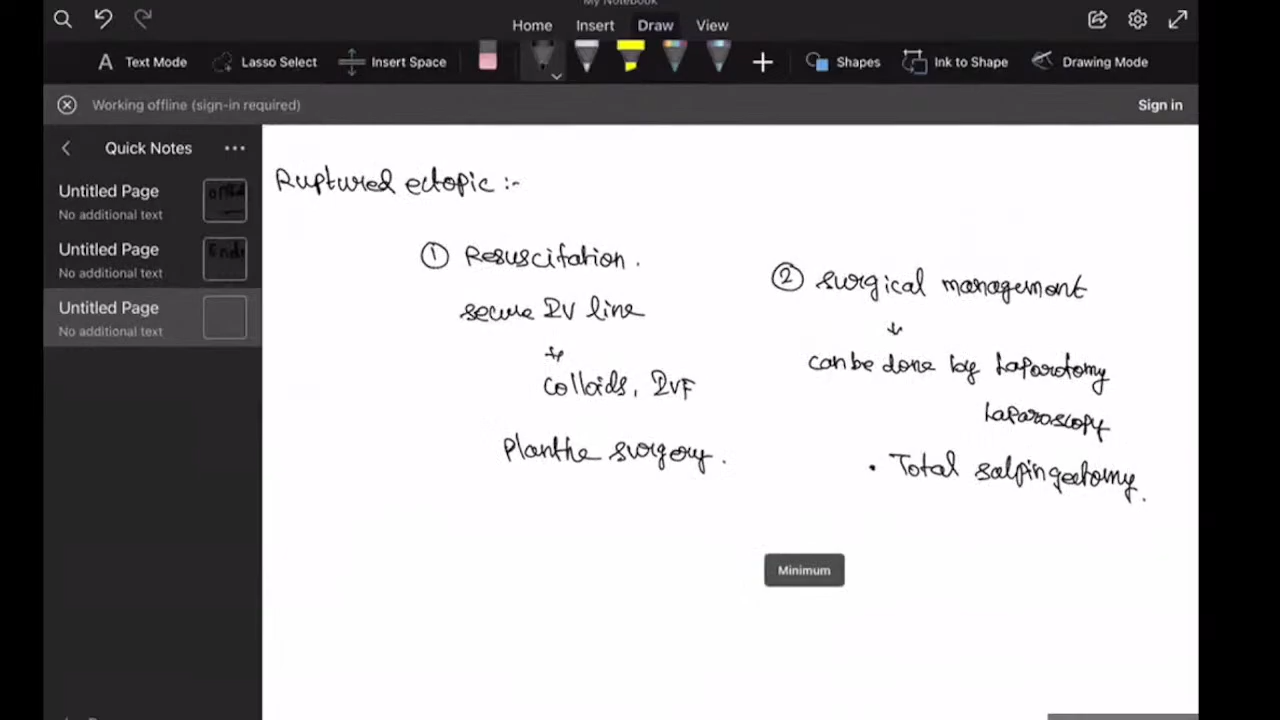 My Notebook
Home Insert Draw View
Text Mode Lasso Select Insert Space Shapes Ink to Shape Drawing Mode
Working offline (sign-in required) Sign in
Quick Notes
Untitled Page
No additional text
Untitled Page
No additional text
Untitled Page
No additional text
Ruptured ectopic :-
① Resuscitation.
secure IV line
colloids, IVF
Plan the surgery.
② surgical management
can be done by Laparotomy
Laparoscopy
• Total salpingectomy.
Minimum